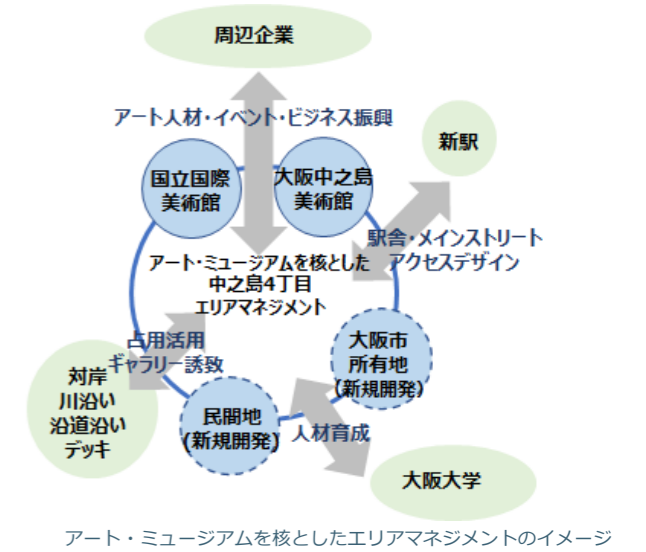 周辺企業
アート人材・イベント・ビジネス振興
新駅
国立国際
美術館
大阪中之島
美術館
駅舎・メインストリート
アクセスデザイン
アート・ミュージアムを核とした
中之島4丁目
エリアマネジメント
占用活用
ギャラリー誘致
大阪市
所有地
(新規開発)
対岸
川沿い
沿道沿い
デッキ
民間地
(新規開発)
人材育成
大阪大学
アート・ミュージアムを核としたエリアマネジメントのイメージ